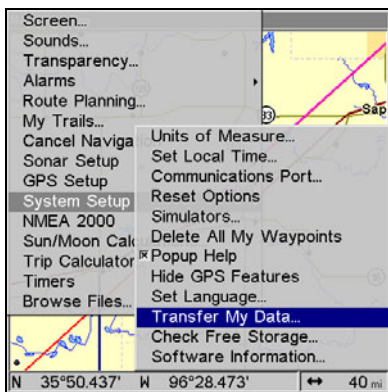 Screen...
Sounds...
Transparency...
Alarms
Route Planning...
My Trails...
Cancel Naviga
Sonar Setup
GPS Setup
System Setup
NMEA 2000
Sun/Moon Calc
Trip Calculator
Timers
Browse Files...
Units of Measure...
Set Local Time...
Communications Port...
Reset Options
Simulators...
Delete All My Waypoints
Popup Help
Hide GPS Features
Set Language...
Transfer My Data...
Check Free Storage...
Software Information...
Sap
33
N 35°50.437' W 96°28.473' ↔ 40 mi